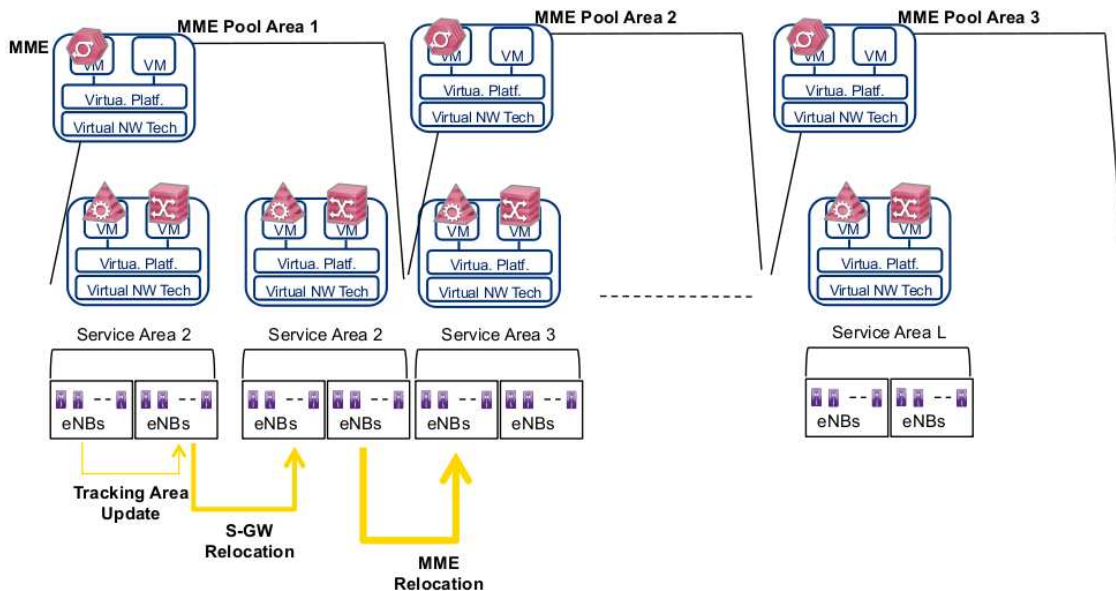 MME Pool Area 1
MME Pool Area 2
MME Pool Area 3
MME
VM
VM
Virtua. Platf.
Virtual NW Tech
VM
VM
Virtua. Platf.
Virtual NW Tech
VM
VM
Virtua. Platf.
Virtual NW Tech
VM
VM
Virtua. Platf.
Virtual NW Tech
VM
VM
Virtua. Platf.
Virtual NW Tech
VM
VM
Virtua. Platf.
Virtual NW Tech
VM
VM
Virtua. Platf.
Virtual NW Tech
Service Area 2
Service Area 2
Service Area 3
Service Area L
eNBs
eNBs
eNBs
eNBs
eNBs
eNBs
eNBs
eNBs
Tracking Area
Update
S-GW
Relocation
MME
Relocation